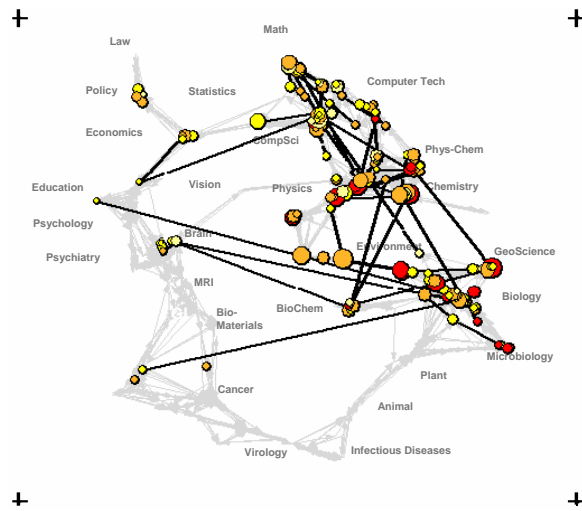 Math
Law
Computer Tech
Policy
Statistics
Economics
CompSci
Phys-Chem
Education
Vision
Physics
Chemistry
Psychology
Brain
Environment
GeoScience
Psychiatry
MRI
Biology
BioChem
Bio-
Materials
Microbiology
Plant
Cancer
Animal
Virology
Infectious Diseases